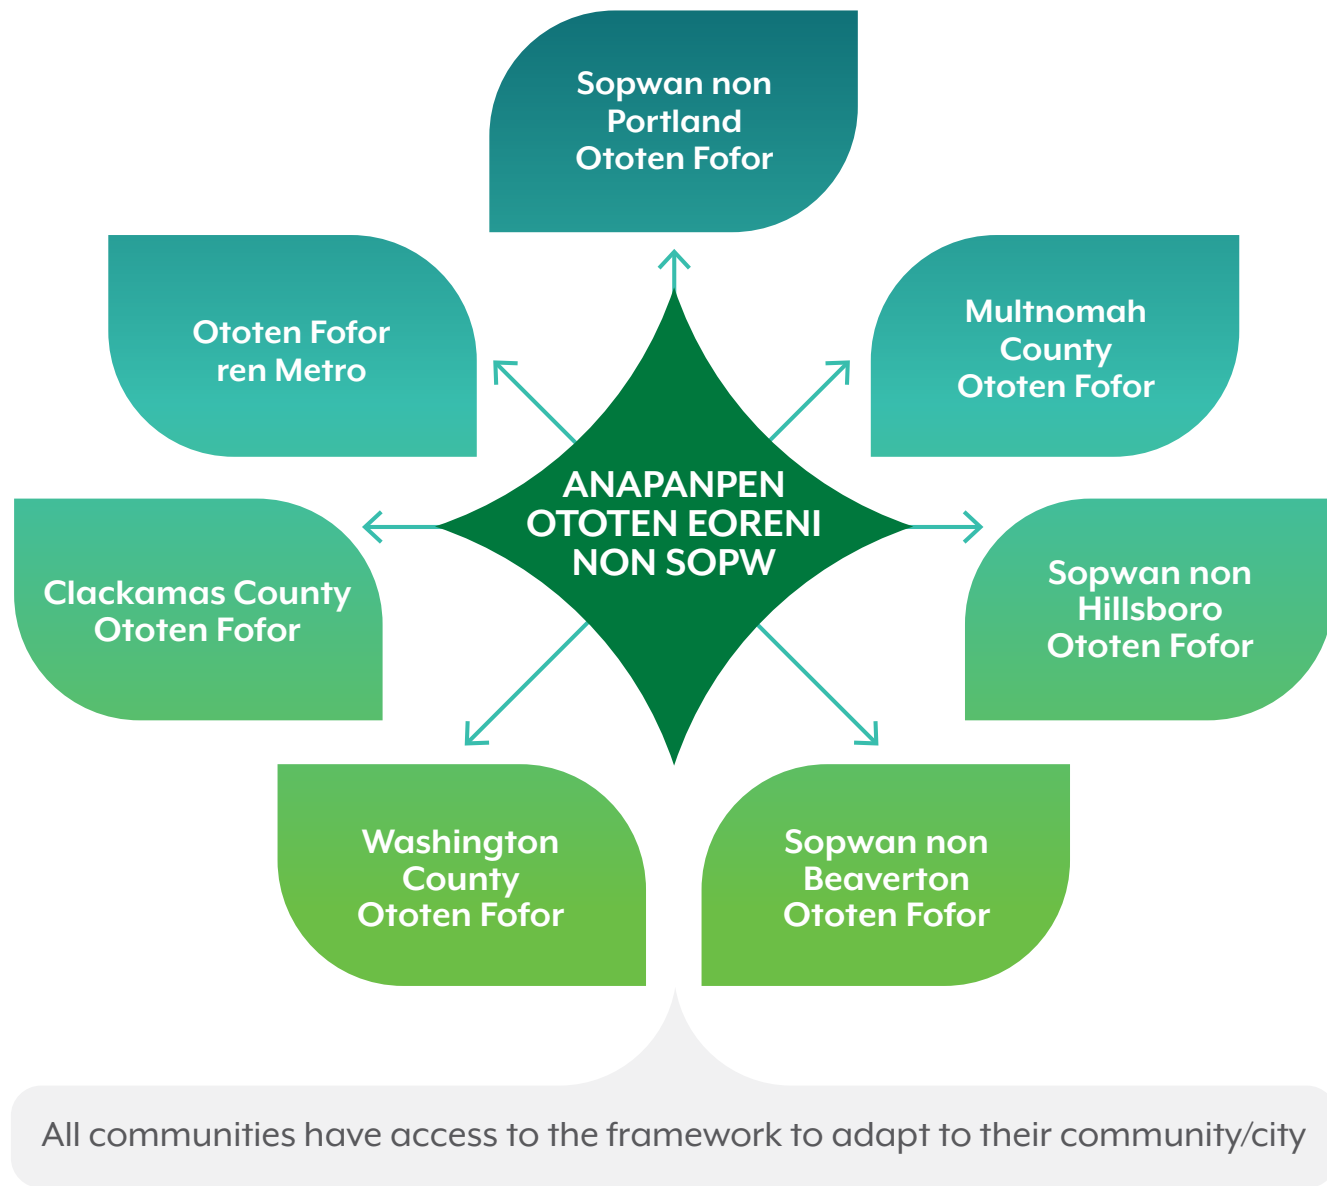 Sopwan non
Portland
Ototen Fofor
Ototen Fofor
ren Metro
Multnomah
County
Ototen Fofor
ANAPANPEN
OTOTEN EORENI
NON SOPW
Clackamas County
Ototen Fofor
Sopwan non
Hillsboro
Ototen Fofor
Washington
County
Ototen Fofor
Sopwan non
Beaverton
Ototen Fofor
All communities have access to the framework to adapt to their community/city